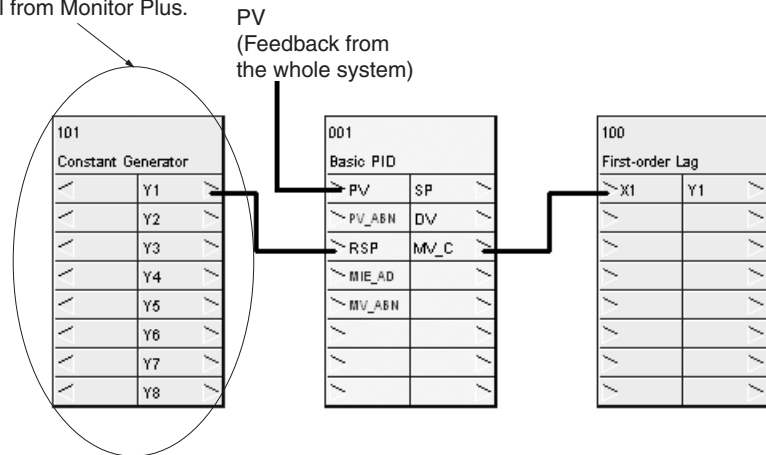 l from Monitor Plus.
PV
(Feedback from
the whole system)
101
Constant Generator
Y1
Y2
Y3
Y4
Y5
Y6
Y7
Y8
001
Basic PID
PV SP
PV_ABN DV
RSP MV_C
MIE_AD
MV_ABN
100
First-order Lag
X1 Y1